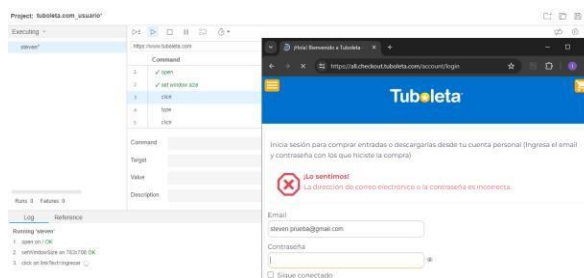 Project: tuboleta.com_usuario*
Executing
steven*
https://www.tuboleta.com
Command
1 ✓ open
2 ✓ set window size
3 click
4 type
5 click
Command
Target
Value
Description
Runs: 0 Failures: 0
Log Reference
Running 'steven'
1. open on / OK
2. setWindowSize on 783x798 OK
3. click on linkText=Ingresar
¡Hola! Bienvenido a Tuboleta
https://all.checkout.tuboleta.com/account/login
Tuboleta
Inicia sesión para comprar entradas o descargarlas desde tu cuenta personal (Ingresa el email
y contraseña con los que hiciste la compra)
¡Lo sentimos!
La dirección de correo electrónico o la contraseña es incorrecta.
Email
steven.prueba@gmail.com
Contraseña
Sigue conectado